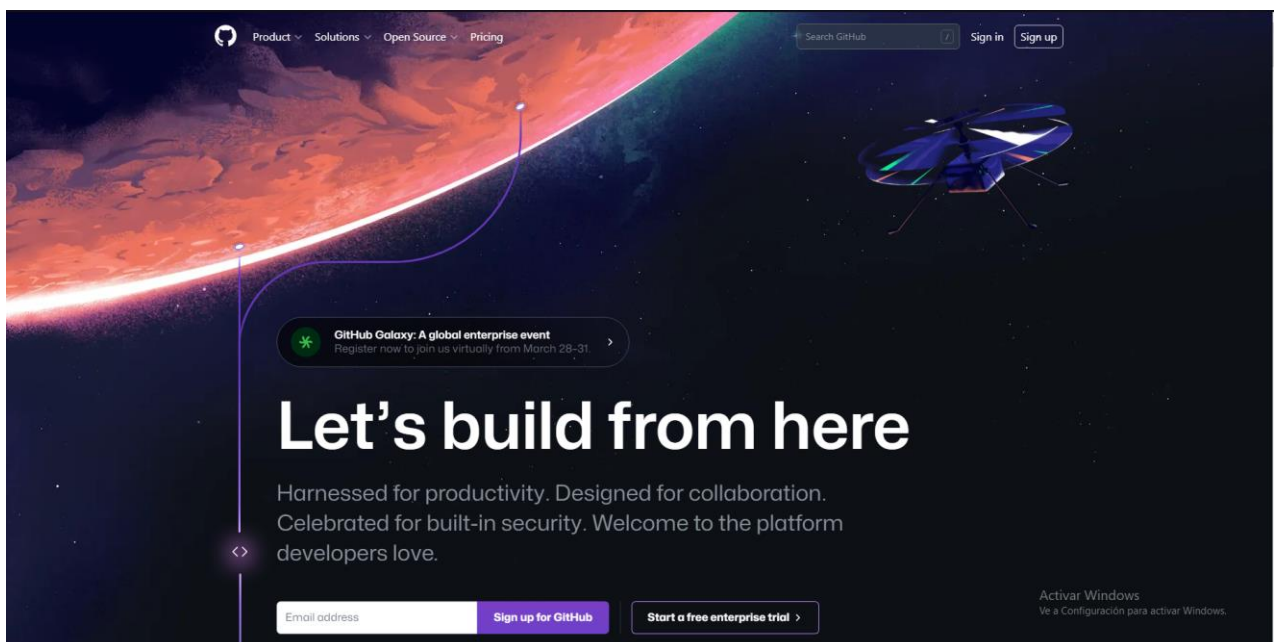 Product Solutions Open Source Pricing Search GitHub / Sign in Sign up
GitHub Galaxy: A global enterprise event
Register now to join us virtually from March 28-31.
Let's build from here
Harnessed for productivity. Designed for collaboration.
Celebrated for built-in security. Welcome to the platform
developers love.
Email address Sign up for GitHub Start a free enterprise trial >
Activar Windows
Ve a Configuración para activar Windows.